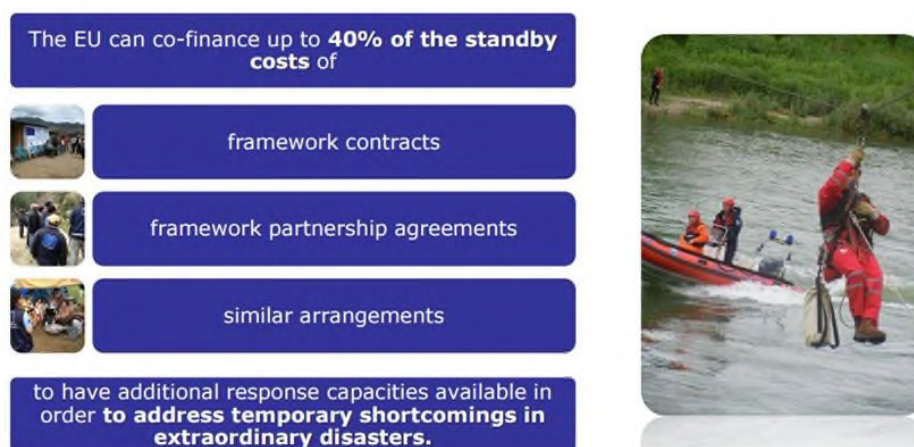 The EU can co-finance up to 40% of the standby
costs of
framework contracts
framework partnership agreements
similar arrangements
to have additional response capacities available in
order to address temporary shortcomings in
extraordinary disasters.